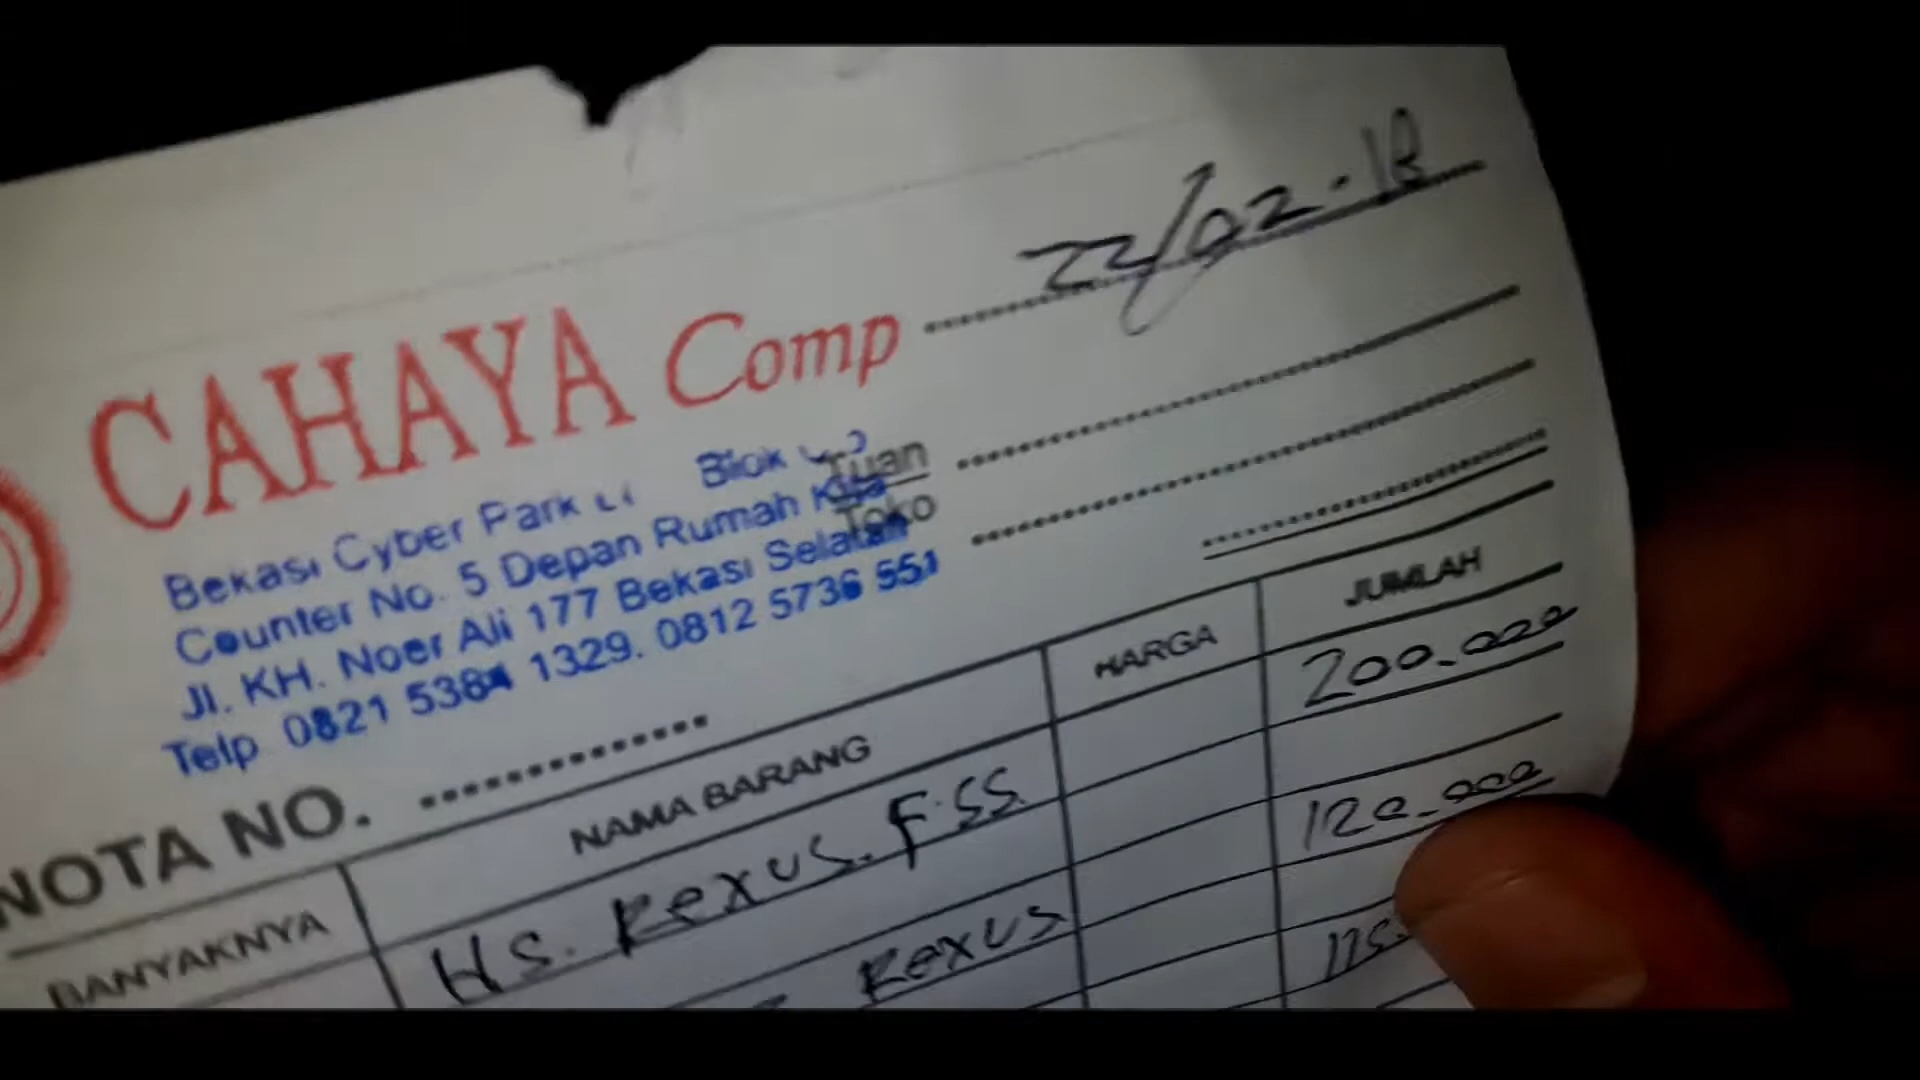 22/02-18
CAHAYA Comp
Bekasi Cyber Park Blok
Tuan
Counter No. 5 Depan Rumah Kita
Toko
Jl. KH. Noer Ali 177 Bekasi Selatan
Telp 0821 5384 1329. 0812 5736 551
NOTA NO.
BANYAKNYA NAMA BARANG HARGA JUMLAH
HS. Rexus. F.55. 200.000
Rexus 120.000